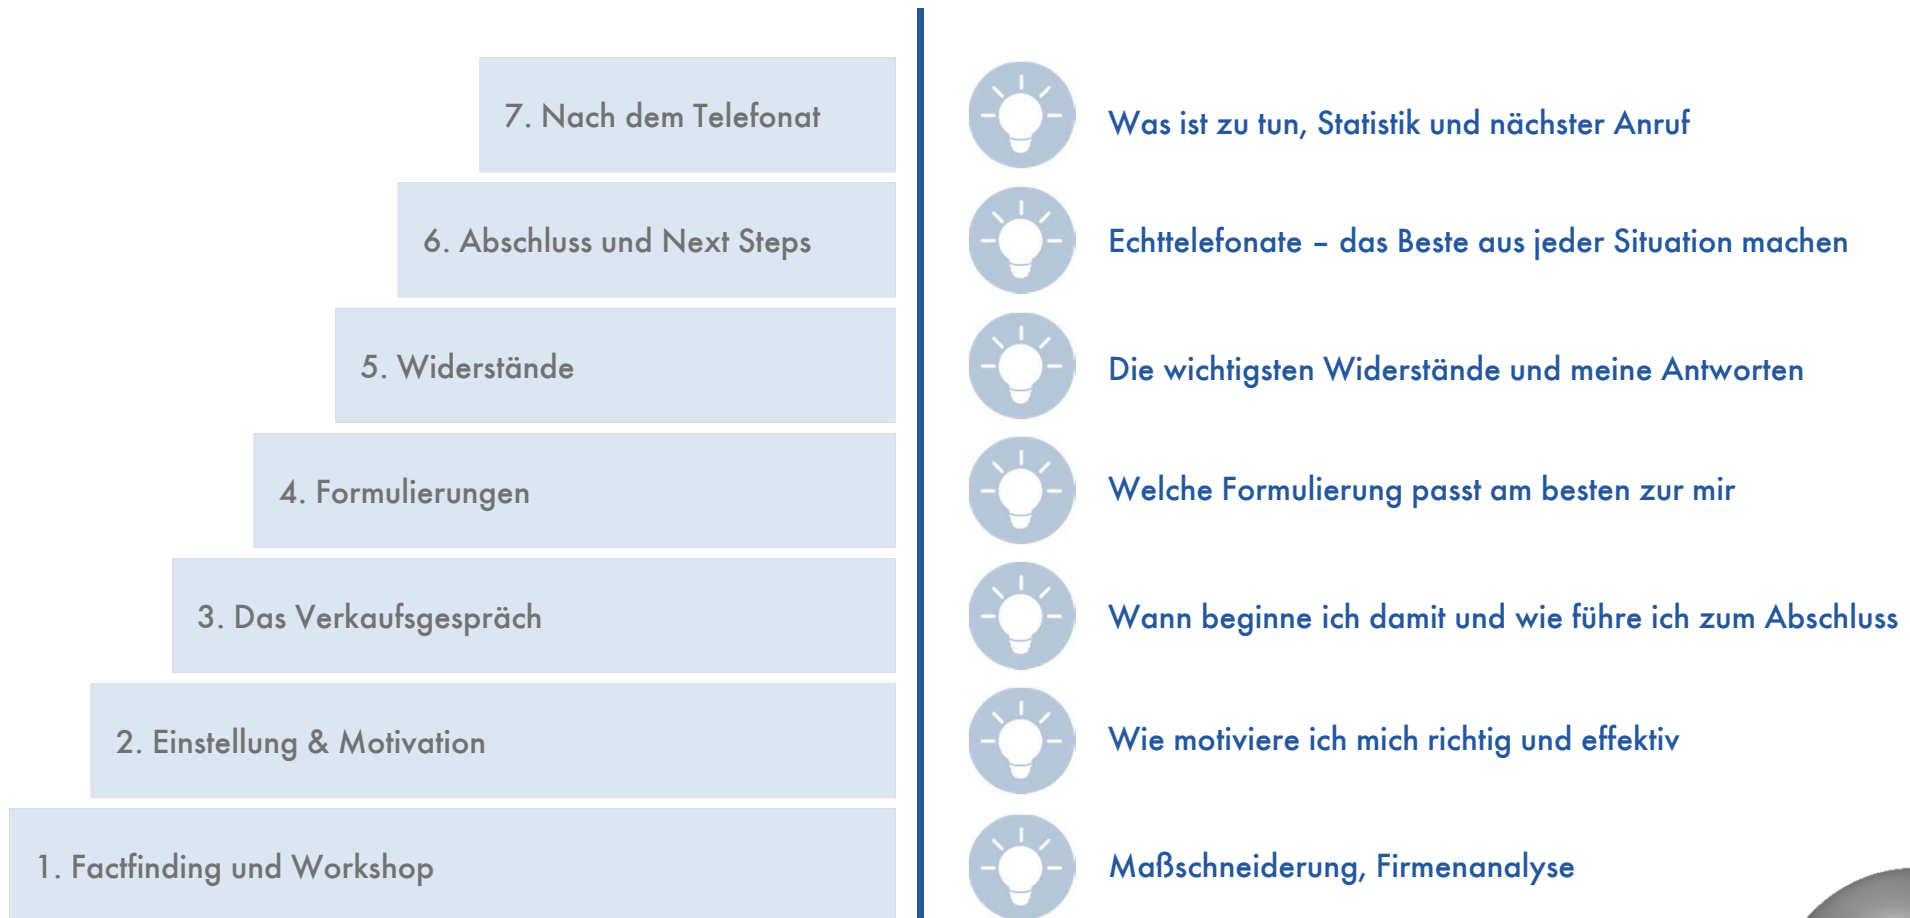 7. Nach dem Telefonat
Was ist zu tun, Statistik und nächster Anruf
6. Abschluss und Next Steps
Echttelefonate – das Beste aus jeder Situation machen
5. Widerstände
Die wichtigsten Widerstände und meine Antworten
4. Formulierungen
Welche Formulierung passt am besten zur mir
3. Das Verkaufsgespräch
Wann beginne ich damit und wie führe ich zum Abschluss
2. Einstellung & Motivation
Wie motiviere ich mich richtig und effektiv
1. Factfinding und Workshop
Maßschneiderung, Firmenanalyse